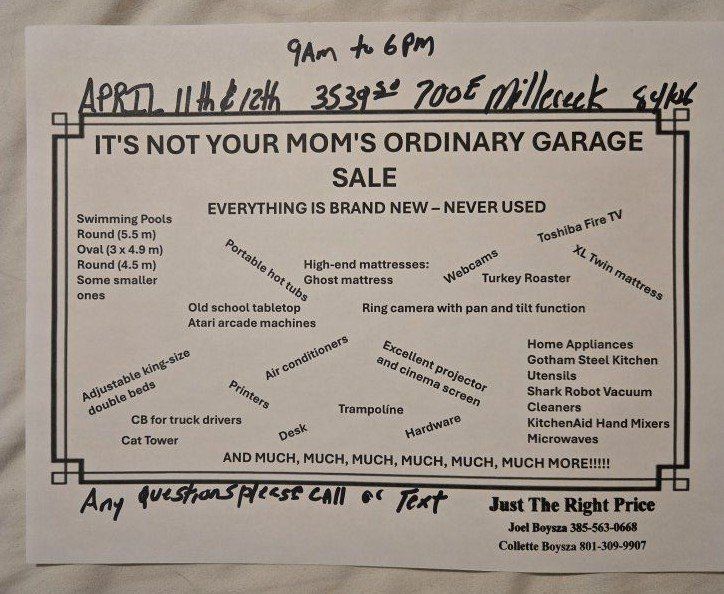 9Am to 6pm
APRIL 11th & 12th 3539 so 700E Millcreek 84106
IT'S NOT YOUR MOM'S ORDINARY GARAGE
SALE
EVERYTHING IS BRAND NEW – NEVER USED
Swimming Pools
Round (5.5 m)
Oval (3 x 4.9 m)
Round (4.5 m)
Some smaller
ones
Portable hot tubs
High-end mattresses:
Ghost mattress
Webcams
Toshiba Fire TV
Turkey Roaster
XL Twin mattress
Old school tabletop
Atari arcade machines
Ring camera with pan and tilt function
Adjustable king-size
double beds
Air conditioners
Excellent projector
and cinema screen
Home Appliances
Gotham Steel Kitchen
Utensils
Shark Robot Vacuum
Cleaners
KitchenAid Hand Mixers
Microwaves
Printers
Trampoline
CB for truck drivers
Cat Tower
Desk
Hardware
AND MUCH, MUCH, MUCH, MUCH, MUCH, MUCH MORE!!!!!
Any questions please call or Text
Just The Right Price
Joel Boysza 385-563-0668
Collette Boysza 801-309-9907